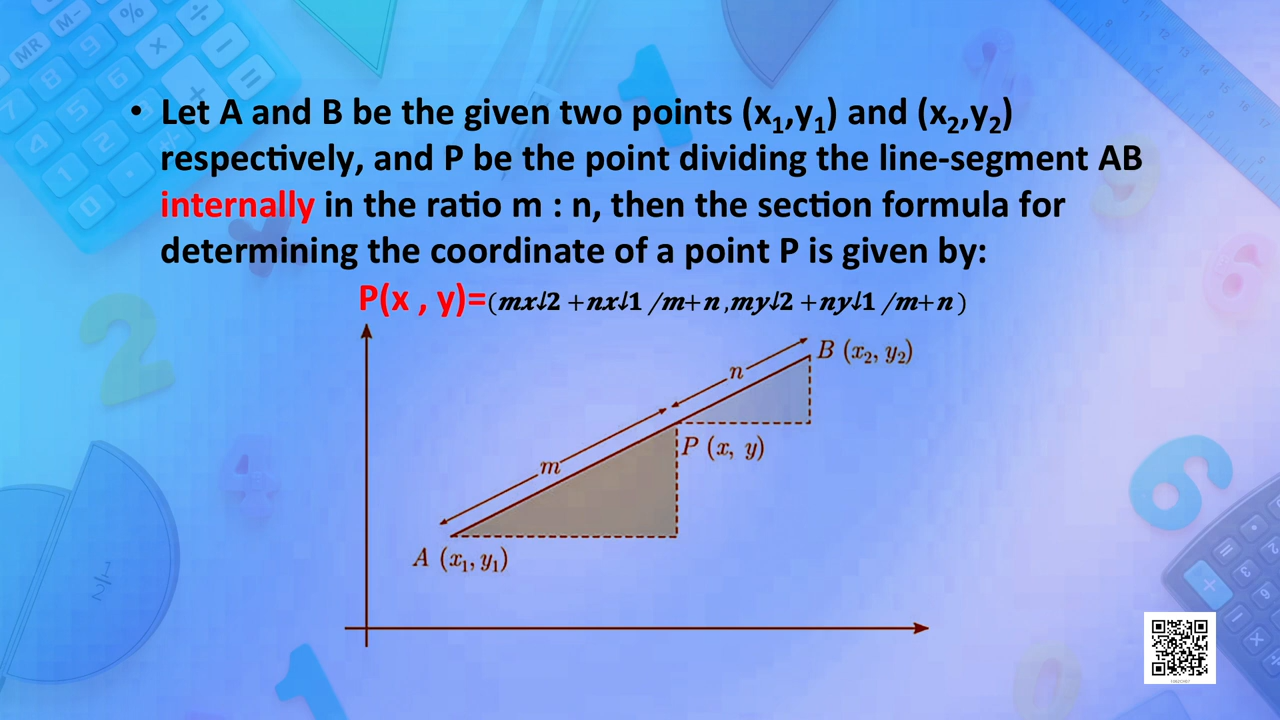 • Let A and B be the given two points (x₁,y₁) and (x₂,y₂)
respectively, and P be the point dividing the line-segment AB
internally in the ratio m : n, then the section formula for
determining the coordinate of a point P is given by:
P(x , y)=(mx↓2 +nx↓1 /m+n ,my↓2 +ny↓1 /m+n )
B (x₂, y₂)
n
P (x, y)
m
A (x₁, y₁)